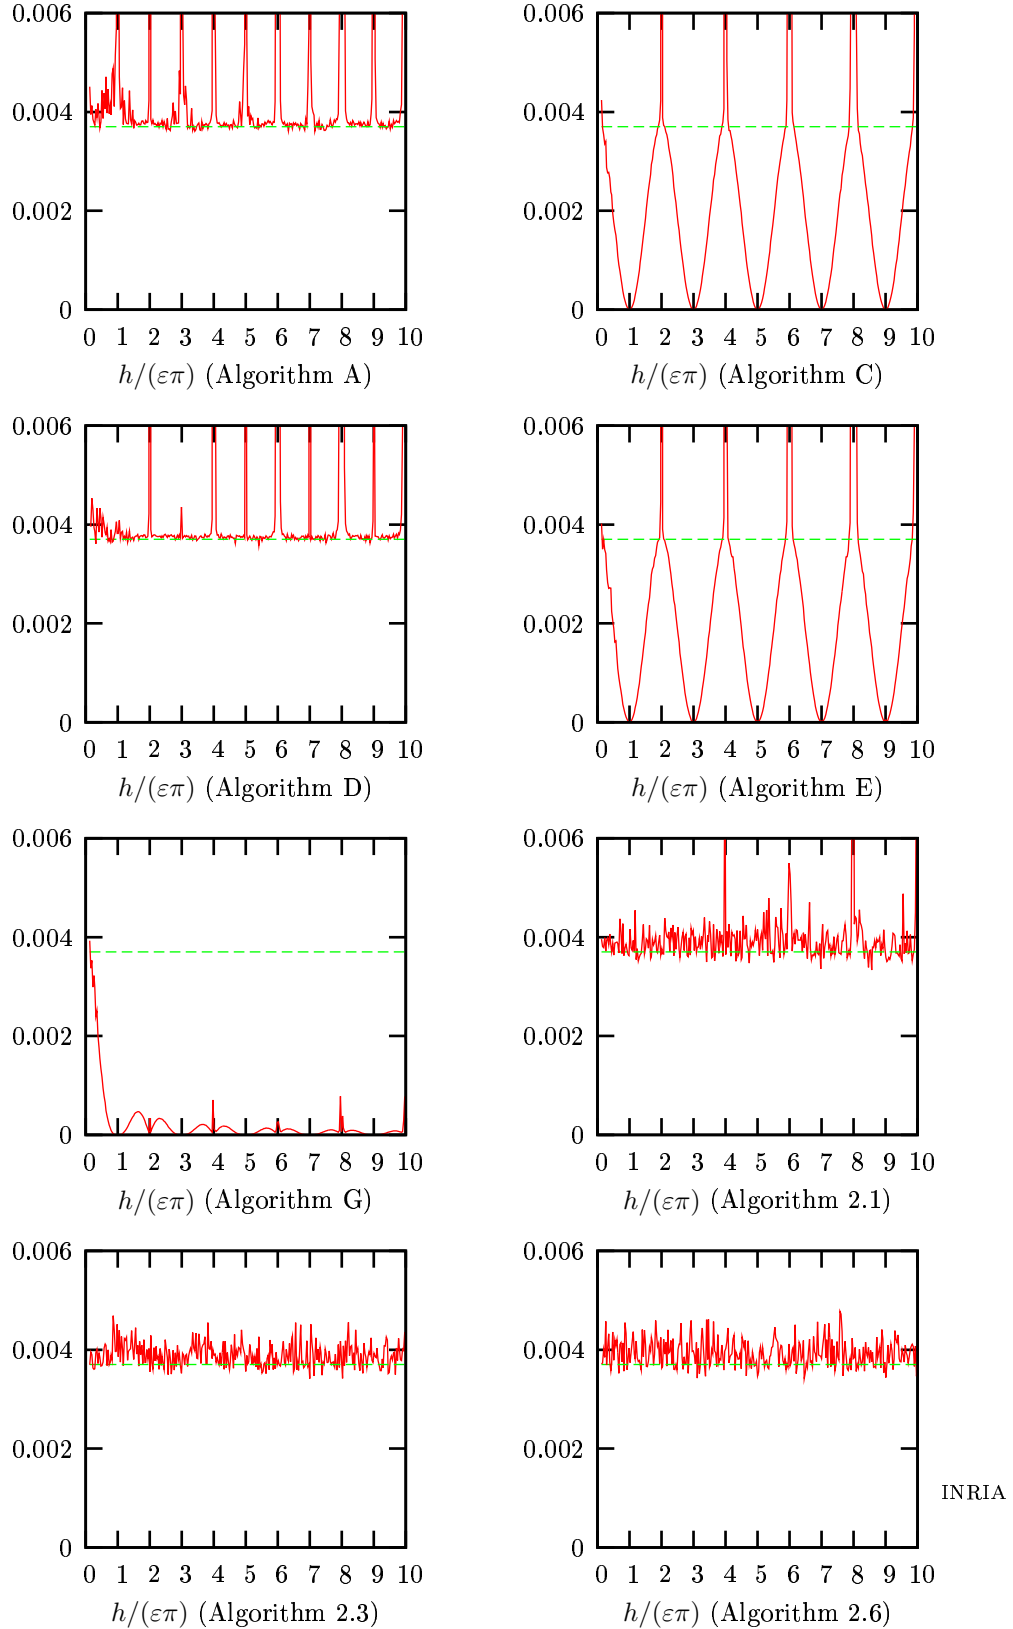 0.006
0.004
0.002
0
0 1 2 3 4 5 6 7 8 9 10
h/(επ) (Algorithm A)
0.006
0.004
0.002
0
0 1 2 3 4 5 6 7 8 9 10
h/(επ) (Algorithm C)
0.006
0.004
0.002
0
0 1 2 3 4 5 6 7 8 9 10
h/(επ) (Algorithm D)
0.006
0.004
0.002
0
0 1 2 3 4 5 6 7 8 9 10
h/(επ) (Algorithm E)
0.006
0.004
0.002
0
0 1 2 3 4 5 6 7 8 9 10
h/(επ) (Algorithm G)
0.006
0.004
0.002
0
0 1 2 3 4 5 6 7 8 9 10
h/(επ) (Algorithm 2.1)
0.006
0.004
0.002
0
0 1 2 3 4 5 6 7 8 9 10
h/(επ) (Algorithm 2.3)
0.006
0.004
0.002
0
0 1 2 3 4 5 6 7 8 9 10
h/(επ) (Algorithm 2.6)
INRIA